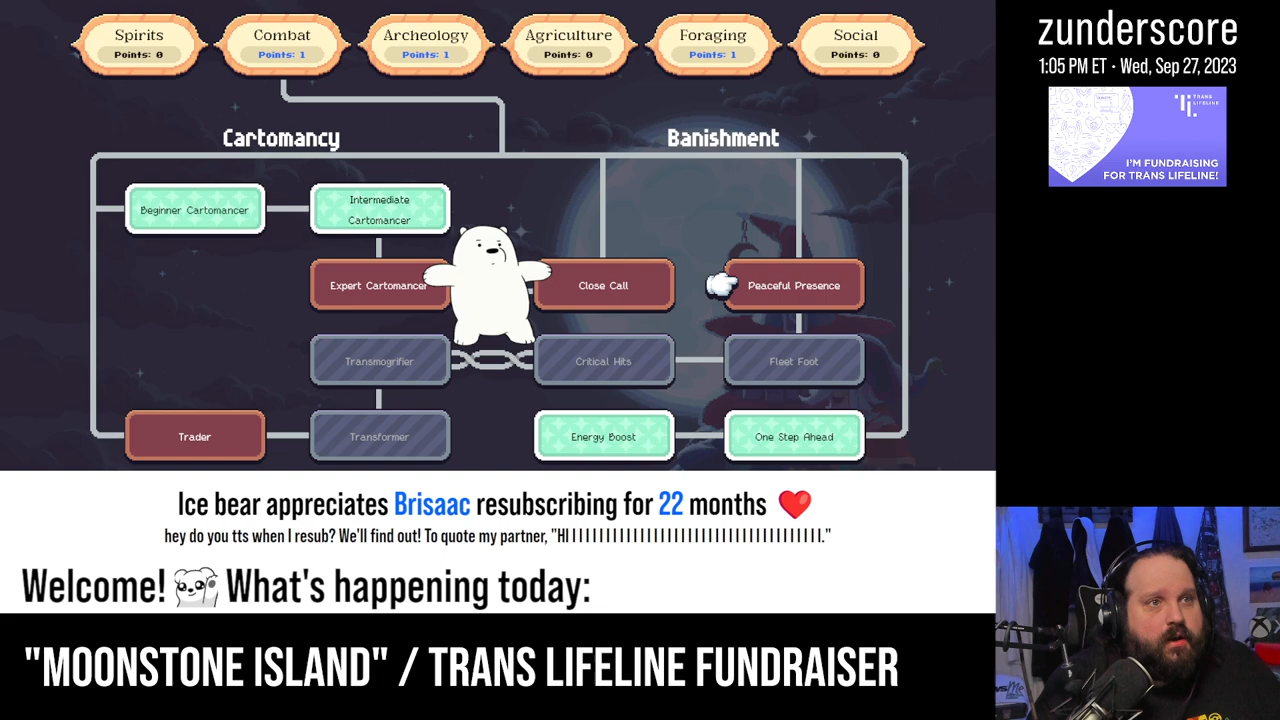 Spirits
Points: 0
Combat
Points: 1
Archeology
Points: 1
Agriculture
Points: 0
Foraging
Points: 1
Social
Points: 0
Cartomancy
Banishment
Beginner Cartomancer
Intermediate
Cartomancer
Expert Cartomancer
Close Call
Peaceful Presence
Transmogrifier
Critical Hits
Fleet Foot
Trader
Transformer
Energy Boost
One Step Ahead
zunderscore
1:05 PM ET · Wed, Sep 27, 2023
TRANS
LIFELINE
I'M FUNDRAISING
FOR TRANS LIFELINE!
Ice bear appreciates Brisaac resubscribing for 22 months ❤️
hey do you tts when I resub? We'll find out! To quote my partner, "HI I I I I I I I I I I I I I I I I I I I I I I I I I I I I I I I I I I I I I."
Welcome! What's happening today:
"MOONSTONE ISLAND" / TRANS LIFELINE FUNDRAISER